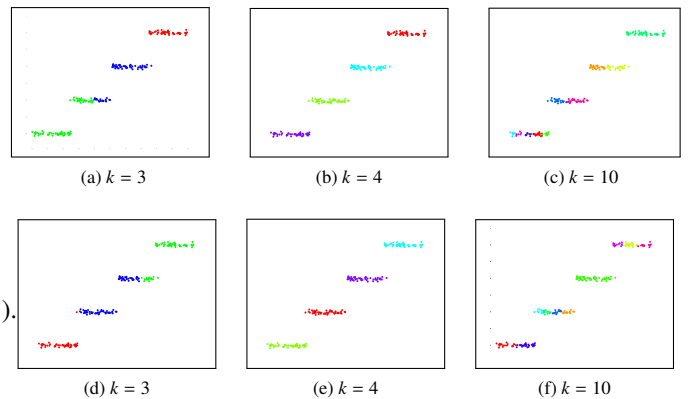 (a) k = 3
(b) k = 4
(c) k = 10
).
(d) k = 3
(e) k = 4
(f) k = 10